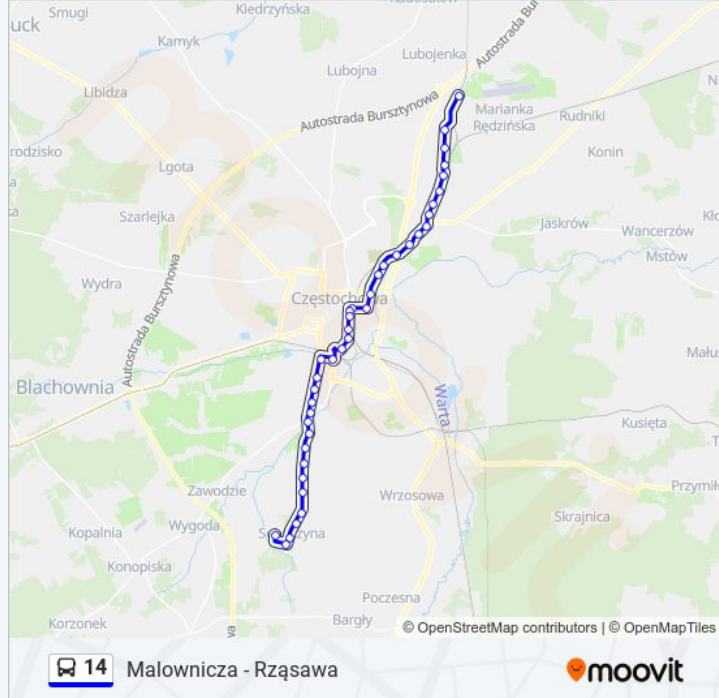 Smugi
Kiedrzyńska
uck
Kamyk
Lubojenka
Autostrada Bu
Lubojna
Libidza
Autostrada Bursztynowa
Marianka
Rędzińska
Rudniki
rodzisko
Lgota
Konin
Szarlejka
Jaskrów
Wancerzów
Mstów
Wydra
Częstochowa
Autostrada Bursztynowa
Blachownia
Warta
Kusięta
Zawodzie
Wrzosowa
Przymiło
Wygoda
Skrajnica
Kopalnia
Konopiska
Poczesna
Korzonek
Bargły
© OpenStreetMap contributors | © OpenMapTiles
14 Malownicza - Rząsawa
moovit